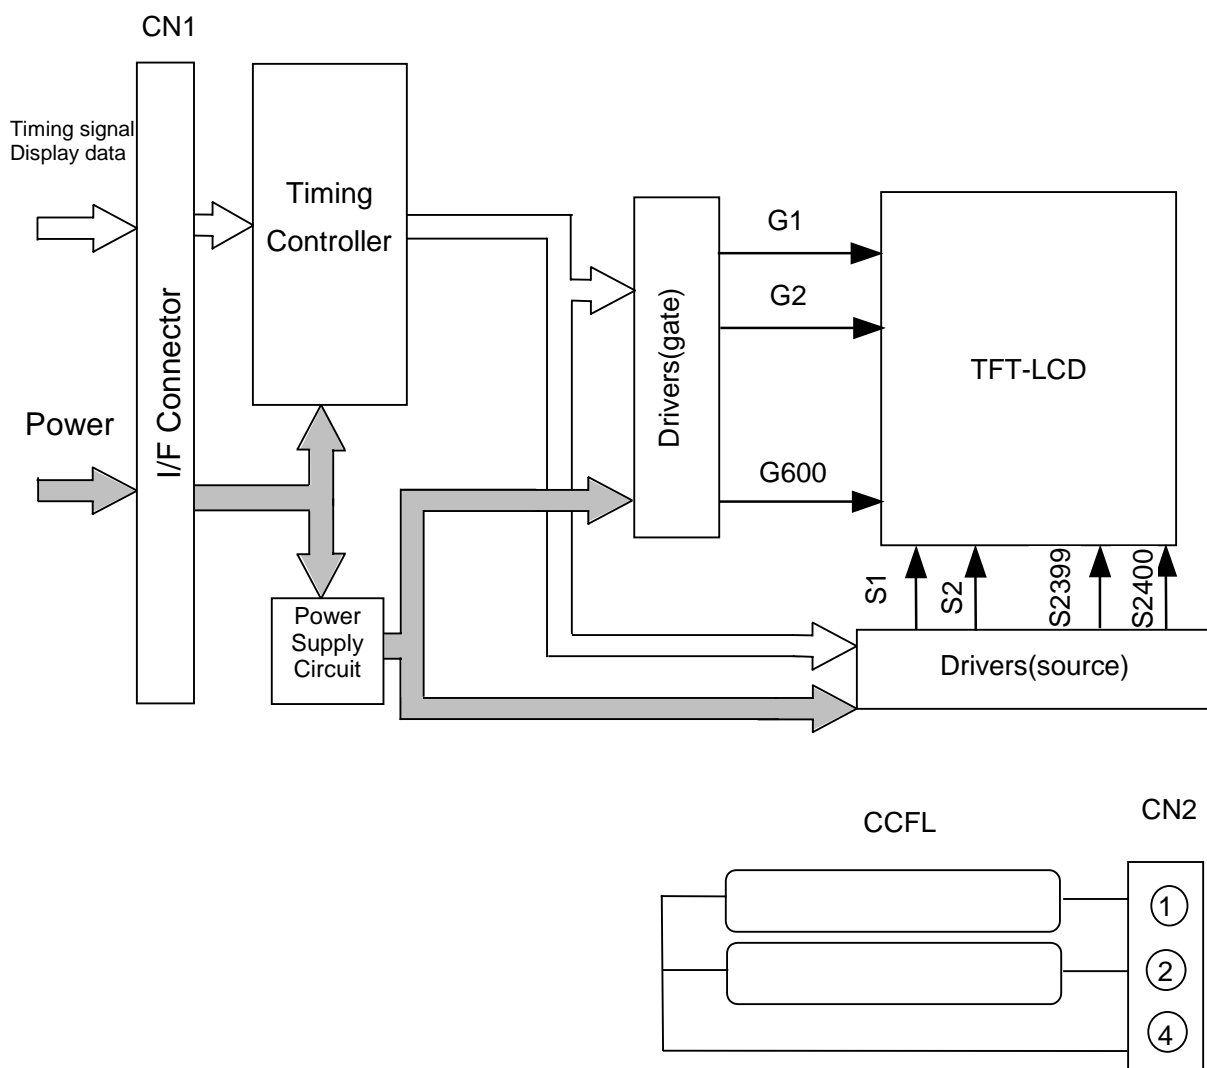 CN1
Timing signal
Display data
Timing
Controller
I/F Connector
Power
Power
Supply
Circuit
Drivers(gate)
G1
G2
G600
TFT-LCD
S1
S2
S2399
S2400
Drivers(source)
CCFL
CN2
1
2
4